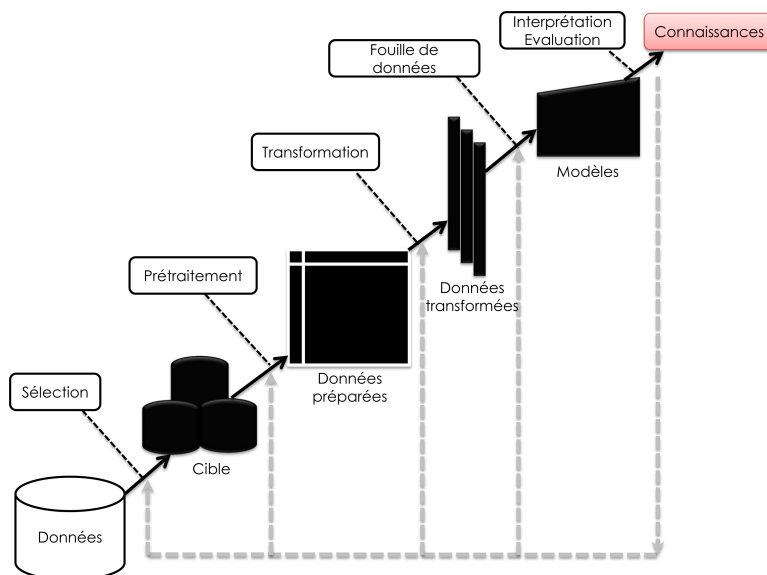 Interprétation
Evaluation
Connaissances
Fouille de
données
Transformation
Modèles
Prétraitement
Données
transformées
Données
préparées
Sélection
Cible
Données